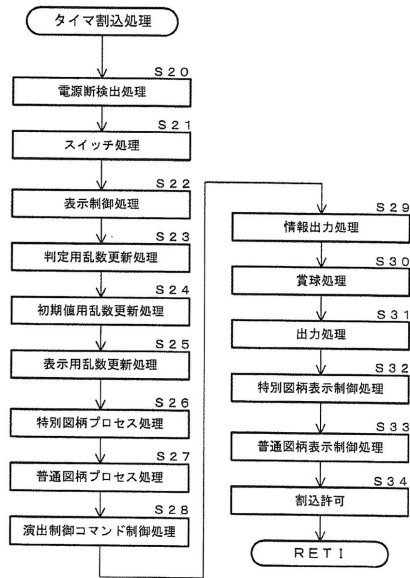 タイマ割込処理
S20
電源断検出処理
S21
スイッチ処理
S22
表示制御処理
S23
判定用乱数更新処理
S24
初期値用乱数更新処理
S25
表示用乱数更新処理
S26
特別図柄プロセス処理
S27
普通図柄プロセス処理
S28
演出制御コマンド制御処理
S29
情報出力処理
S30
賞球処理
S31
出力処理
S32
特別図柄表示制御処理
S33
普通図柄表示制御処理
S34
割込許可
RETI